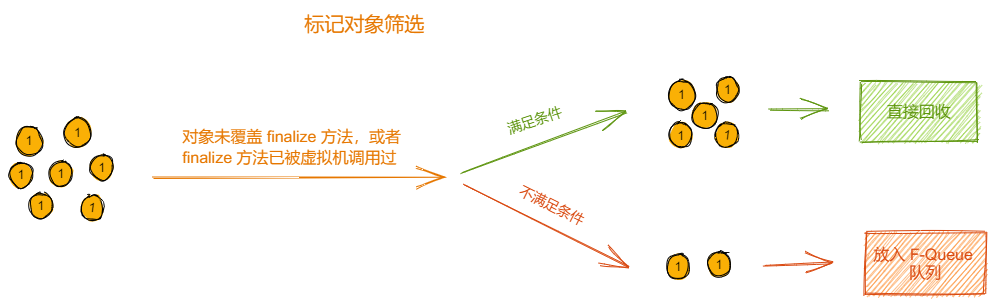 标记对象筛选
1
1
1
1
1
1
1
对象未覆盖 finalize 方法，或者
finalize 方法已被虚拟机调用过
满足条件
1
1
1
1
1
直接回收
不满足条件
1
1
放入 F-Queue
队列